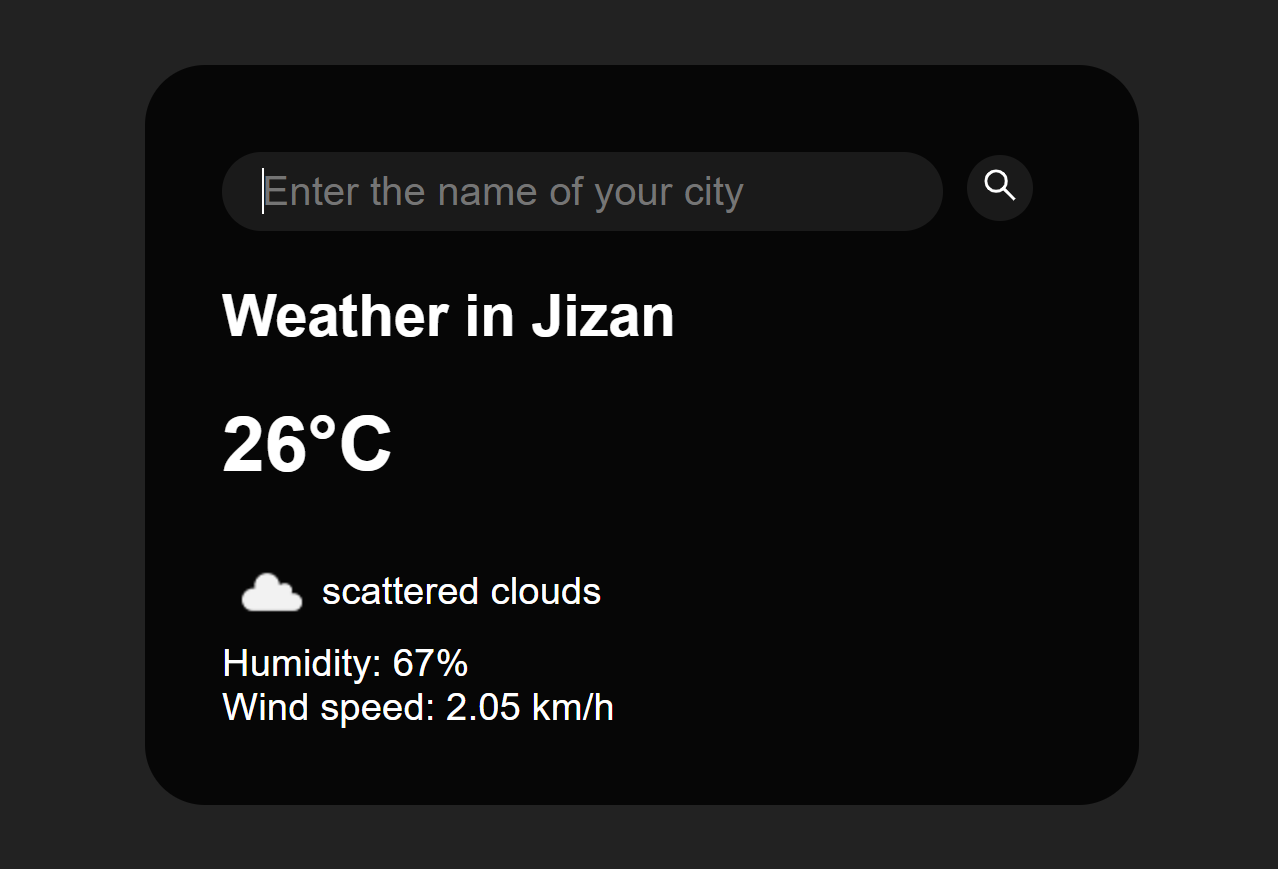 Enter the name of your city
Weather in Jizan
26°C
scattered clouds
Humidity: 67%
Wind speed: 2.05 km/h